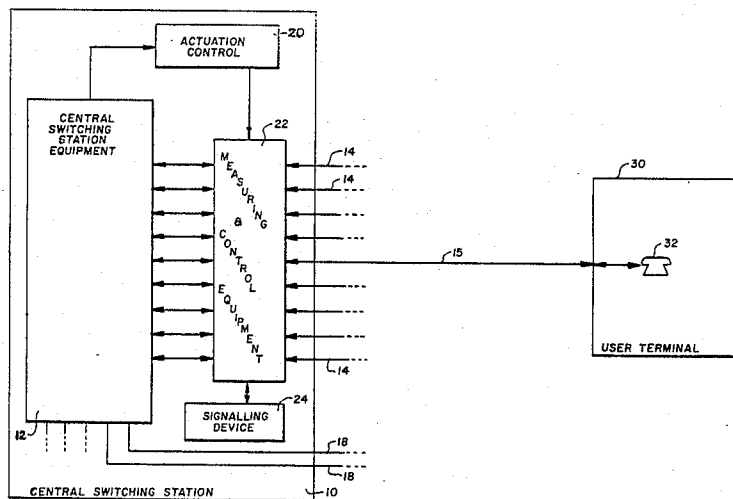 ACTUATION
CONTROL
20
CENTRAL
SWITCHING
STATION
EQUIPMENT
22
MEASURING
&
CONTROL
EQUIPMENT
14
14
15
14
30
32
USER TERMINAL
12
SIGNALLING
DEVICE
24
18
18
CENTRAL SWITCHING STATION
10